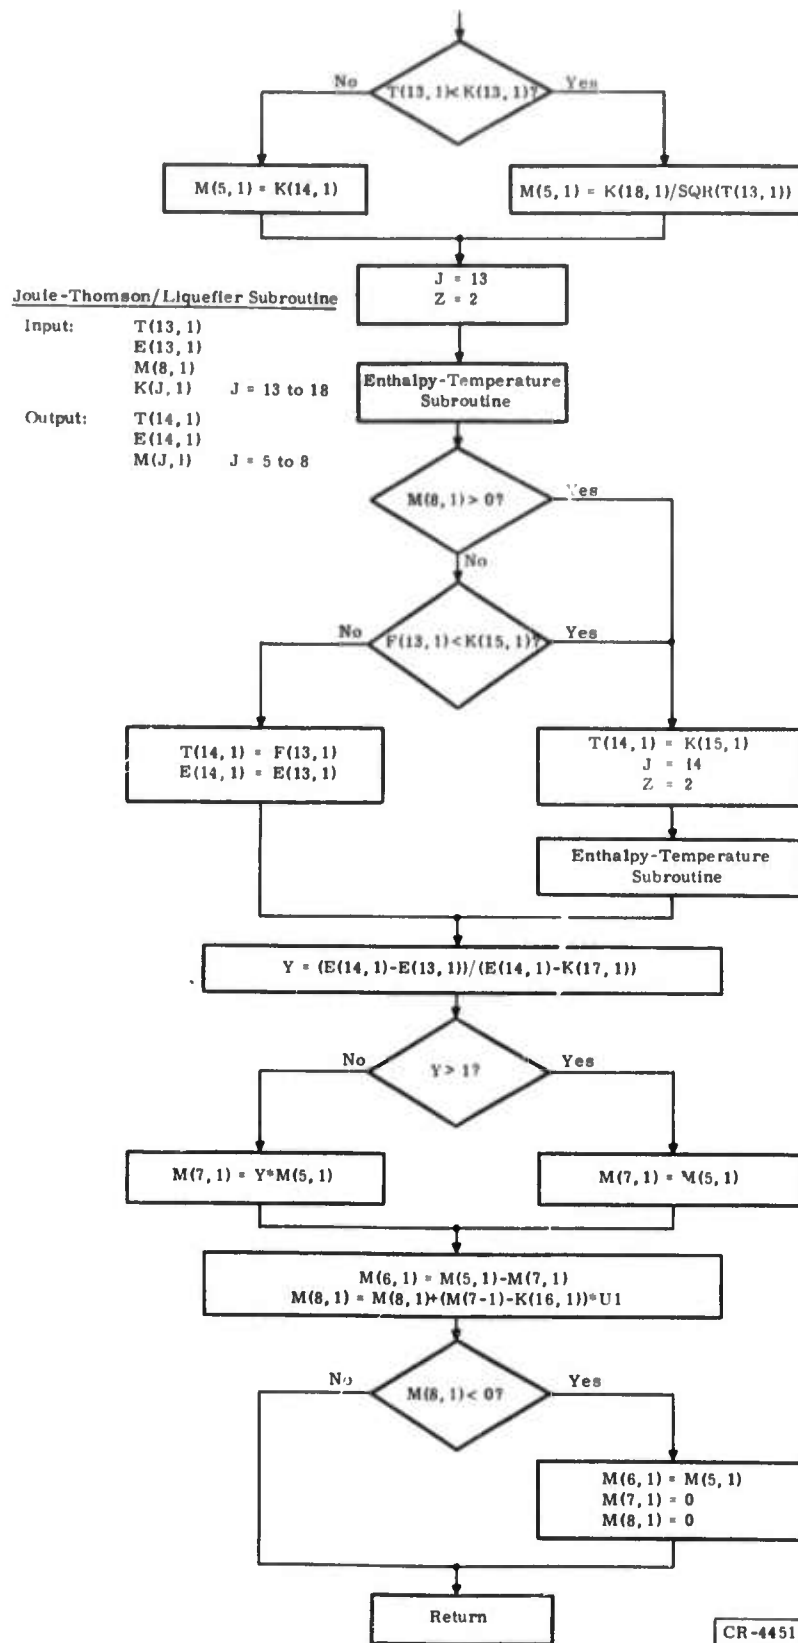 No
T(13,1)<K(13,1)?
Yes
M(5,1) = K(14,1)
M(5,1) = K(18,1)/SQR(T(13,1))
J = 13
Z = 2
Joule-Thomson/Liquefier Subroutine
Input: T(13,1)
E(13,1)
M(8,1)
K(J,1) J = 13 to 18
Output: T(14,1)
E(14,1)
M(J,1) J = 5 to 8
Enthalpy-Temperature
Subroutine
M(8,1) > 0?
Yes
No
No
F(13,1)<K(15,1)?
Yes
T(14,1) = F(13,1)
E(14,1) = E(13,1)
T(14,1) = K(15,1)
J = 14
Z = 2
Enthalpy-Temperature
Subroutine
Y = (E(14,1)-E(13,1))/(E(14,1)-K(17,1))
No
Y > 1?
Yes
M(7,1) = Y*M(5,1)
M(7,1) = M(5,1)
M(6,1) = M(5,1)-M(7,1)
M(8,1) = M(8,1)+(M(7-1)-K(16,1))*U1
No
M(8,1) < 0?
Yes
M(6,1) = M(5,1)
M(7,1) = 0
M(8,1) = 0
Return
CR-4451